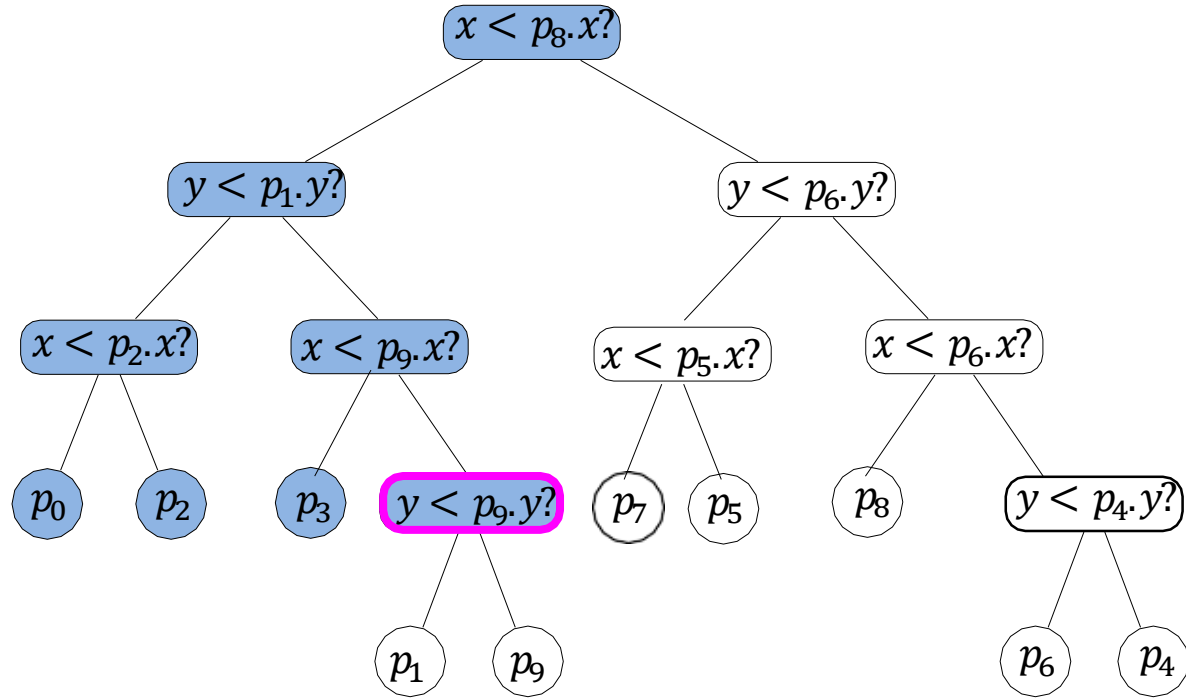 x < p₈.x?
y < p₁.y?
y < p₆.y?
x < p₂.x?
x < p₉.x?
x < p₅.x?
x < p₆.x?
p₀
p₂
p₃
y < p₉.y?
p₇
p₅
p₈
y < p₄.y?
p₁
p₉
p₆
p₄